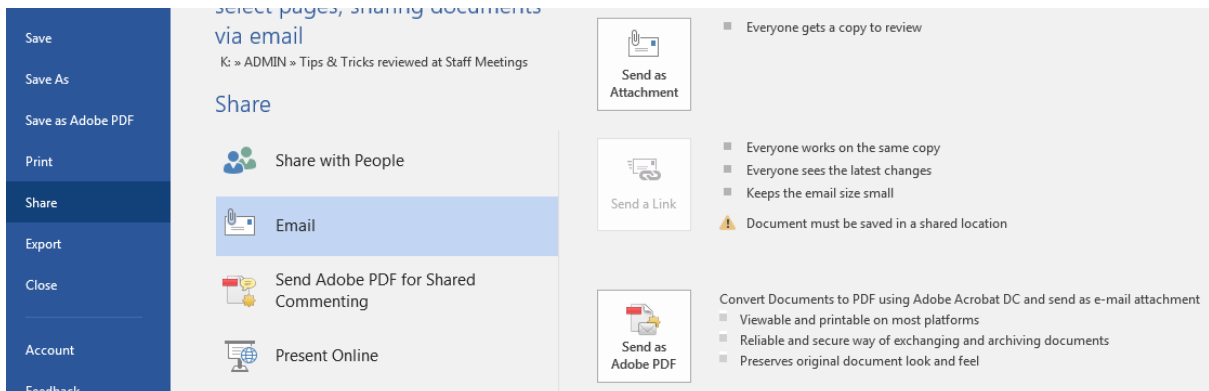 Save
Save As
Save as Adobe PDF
Print
Share
Export
Close
Account
Feedback
select pages, sharing documents
via email
K: » ADMIN » Tips & Tricks reviewed at Staff Meetings
Share
Share with People
Email
Send Adobe PDF for Shared
Commenting
Present Online
Send as
Attachment
Everyone gets a copy to review
Send a Link
Everyone works on the same copy
Everyone sees the latest changes
Keeps the email size small
Document must be saved in a shared location
Send as
Adobe PDF
Convert Documents to PDF using Adobe Acrobat DC and send as e-mail attachment
Viewable and printable on most platforms
Reliable and secure way of exchanging and archiving documents
Preserves original document look and feel